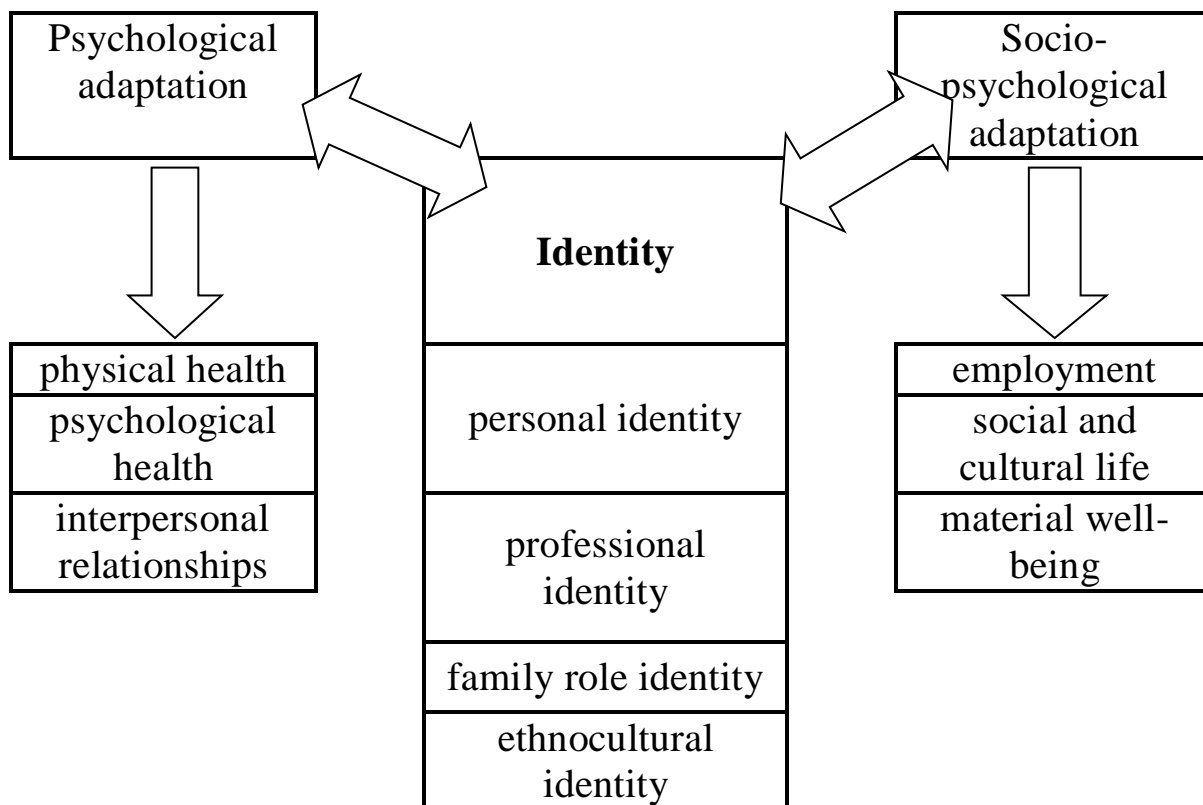 Psychological
adaptation
Socio-
psychological
adaptation
Identity
physical health
psychological
health
interpersonal
relationships
personal identity
professional
identity
family role identity
ethnocultural
identity
employment
social and
cultural life
material well-
being